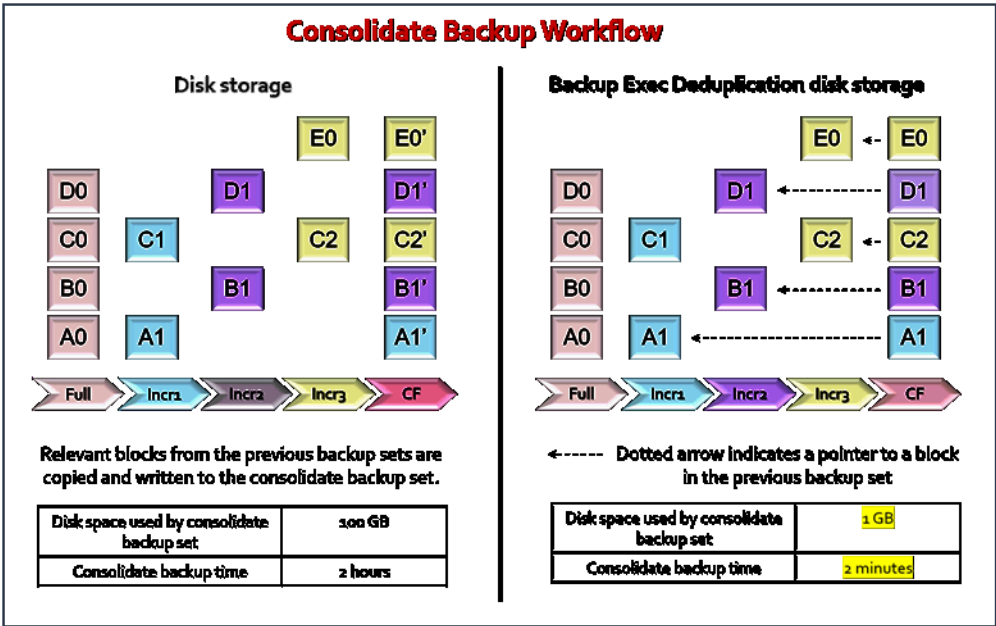 Consolidate Backup Workflow
Disk storage
E0 E0'
D0 D1 D1'
C0 C1 C2 C2'
B0 B1 B1'
A0 A1 A1'
Full Incr1 Incr2 Incr3 CF
Relevant blocks from the previous backup sets are
copied and written to the consolidate backup set.
Disk space used by consolidate
backup set
100 GB
Consolidate backup time
2 hours
Backup Exec Deduplication disk storage
E0 E0
D0 D1 D1
C0 C1 C2 C2
B0 B1 B1
A0 A1 A1
Full Incr1 Incr2 Incr3 CF
Dotted arrow indicates a pointer to a block
in the previous backup set
Disk space used by consolidate
backup set
1 GB
Consolidate backup time
2 minutes